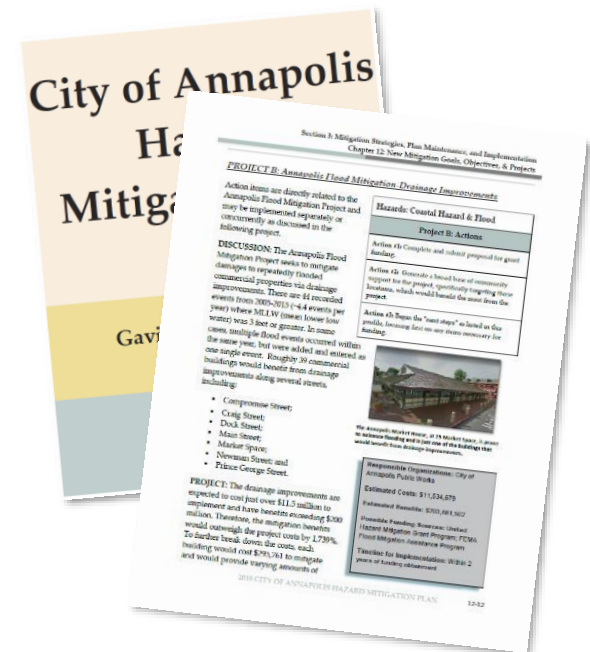 City of Annapolis
Ha
Mitiga
Gavi
Section 3: Mitigation Strategies, Plan Maintenance, and Implementation
Chapter 12: New Mitigation Goals, Objectives, & Projects
PROJECT B: Annapolis Flood Mitigation Drainage Improvements
Action items are directly related to the
Annapolis Flood Mitigation Project and
may be implemented separately or
concurrently as discussed in the
following project.
DISCUSSION: The Annapolis Flood
Mitigation Project seeks to mitigate
damages to repeatedly flooded
commercial properties via drainage
improvements. There are 44 recorded
events from 2005-2015 (~4.4 events per
year) where MLLW (mean lower low
water) was 3 feet or greater. In some
cases, multiple flood events occurred within
the same year, but were added and entered as
one single event. Roughly 39 commercial
buildings would benefit from drainage
improvements along several streets,
including:
• Compromise Street;
• Craig Street;
• Dock Street;
• Main Street;
• Market Space;
• Newman Street; and
• Prince George Street.
PROJECT: The drainage improvements are
expected to cost just over $11.5 million to
implement and have benefits exceeding $200
million. Therefore, the mitigation benefits
would outweigh the project costs by 1,739%.
To further break down the costs, each
building would cost $295,761 to mitigate
and would provide varying amounts of
Hazards: Coastal Hazard & Flood
Project B: Actions
Action #1: Complete and submit proposal for grant
funding.
Action #2: Generate a broad base of community
support for the project, specifically targeting those
locations, which would benefit the most from the
project.
Action #3: Begin the "next steps" as listed in this
profile, focusing first on any items necessary for
funding.
The Annapolis Market House, at 25 Market Space, is prone
to nuisance flooding and is just one of the buildings that
would benefit from drainage improvements.
Responsible Organizations: City of
Annapolis Public Works
Estimated Costs: $11,534,679
Estimated Benefits:
Possible Funding Sources: United
Hazard Mitigation Grant Program; FEMA
Flood Mitigation Assistance Program
Timeline for Implementation: Within 2
years of funding obtainment
2018 CITY OF ANNAPOLIS HAZARD MITIGATION PLAN
12-12